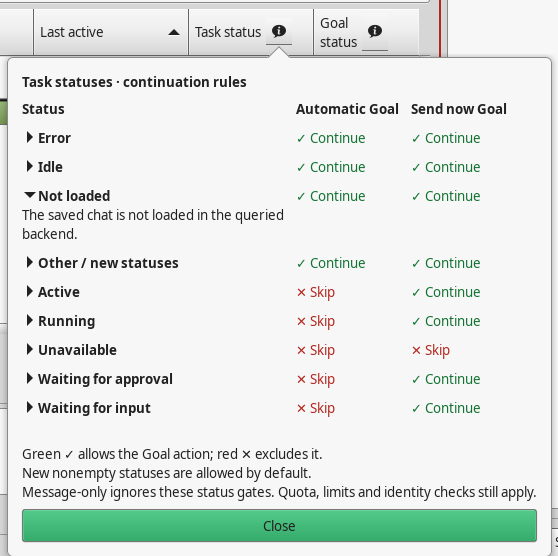 Last active Task status Goal status
Task statuses · continuation rules
Status Automatic Goal Send now Goal
Error ✓ Continue ✓ Continue
Idle ✓ Continue ✓ Continue
Not loaded ✓ Continue ✓ Continue
The saved chat is not loaded in the queried
backend.
Other / new statuses ✓ Continue ✓ Continue
Active ✕ Skip ✓ Continue
Running ✕ Skip ✓ Continue
Unavailable ✕ Skip ✕ Skip
Waiting for approval ✕ Skip ✓ Continue
Waiting for input ✕ Skip ✓ Continue
Green ✓ allows the Goal action; red ✕ excludes it.
New nonempty statuses are allowed by default.
Message-only ignores these status gates. Quota, limits and identity checks still apply.
Close